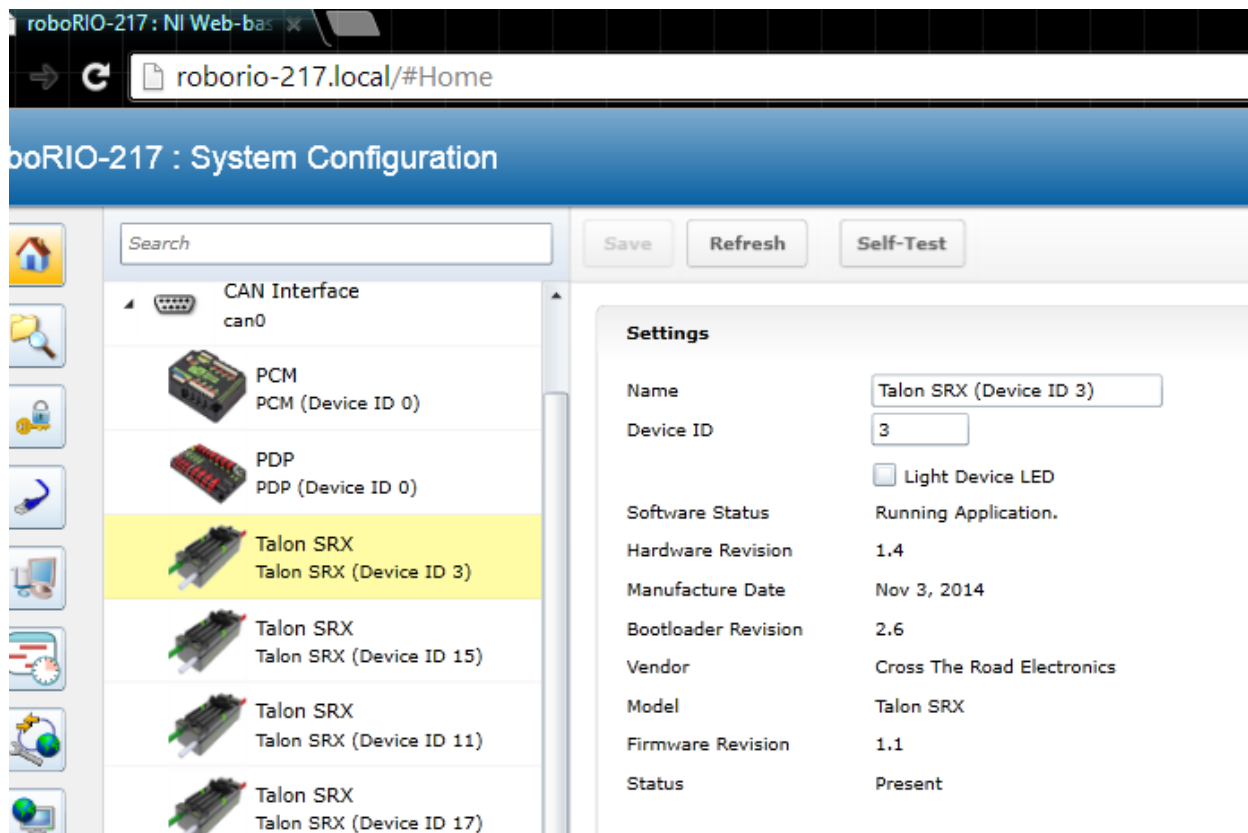 roboRIO-217 : NI Web-bas
roborio-217.local/#Home
boRIO-217 : System Configuration
Search
Save Refresh Self-Test
CAN Interface
can0
PCM
PCM (Device ID 0)
PDP
PDP (Device ID 0)
Talon SRX
Talon SRX (Device ID 3)
Talon SRX
Talon SRX (Device ID 15)
Talon SRX
Talon SRX (Device ID 11)
Talon SRX
Talon SRX (Device ID 17)
Settings
Name Talon SRX (Device ID 3)
Device ID 3
Light Device LED
Software Status Running Application.
Hardware Revision 1.4
Manufacture Date Nov 3, 2014
Bootloader Revision 2.6
Vendor Cross The Road Electronics
Model Talon SRX
Firmware Revision 1.1
Status Present